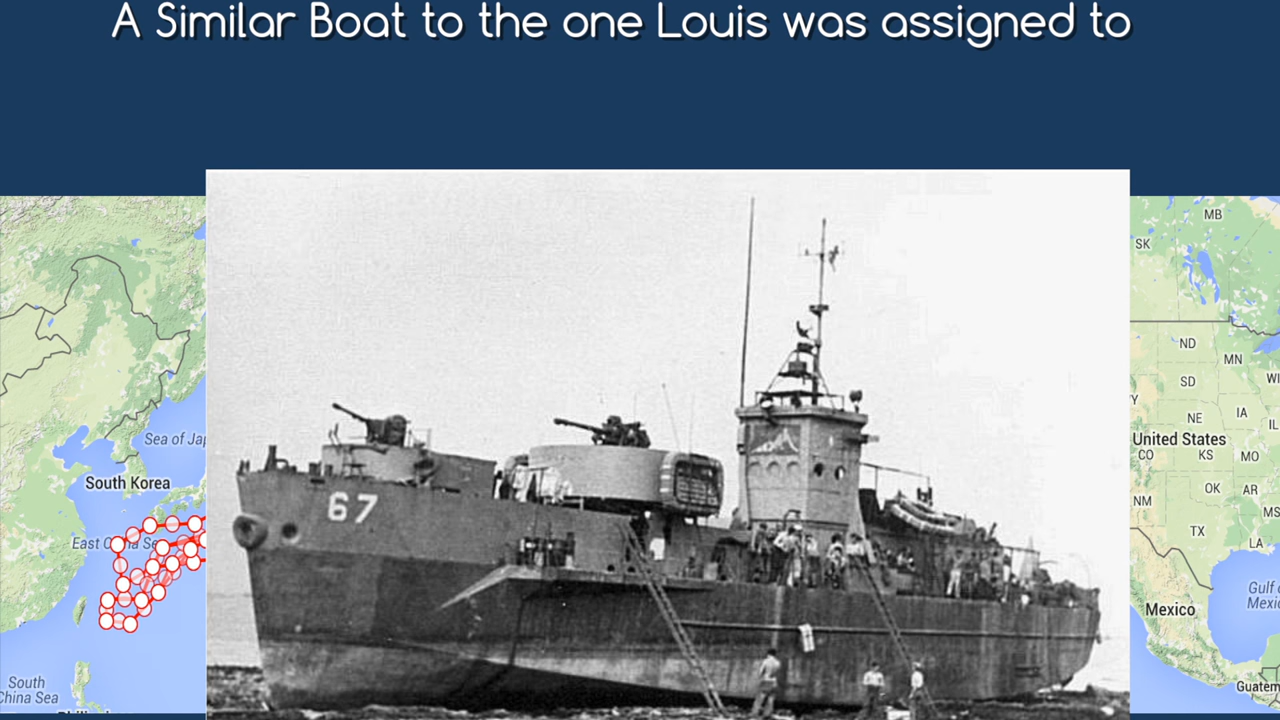 A Similar Boat to the one Louis was assigned to
MB
SK
ND
MN
SD
WI
NE
IA
IL
United States
CO
KS
MO
OK
AR
NM
MS
TX
LA
Gulf
Mexico
Guatem
Sea of Jap
South Korea
67
South
China Sea